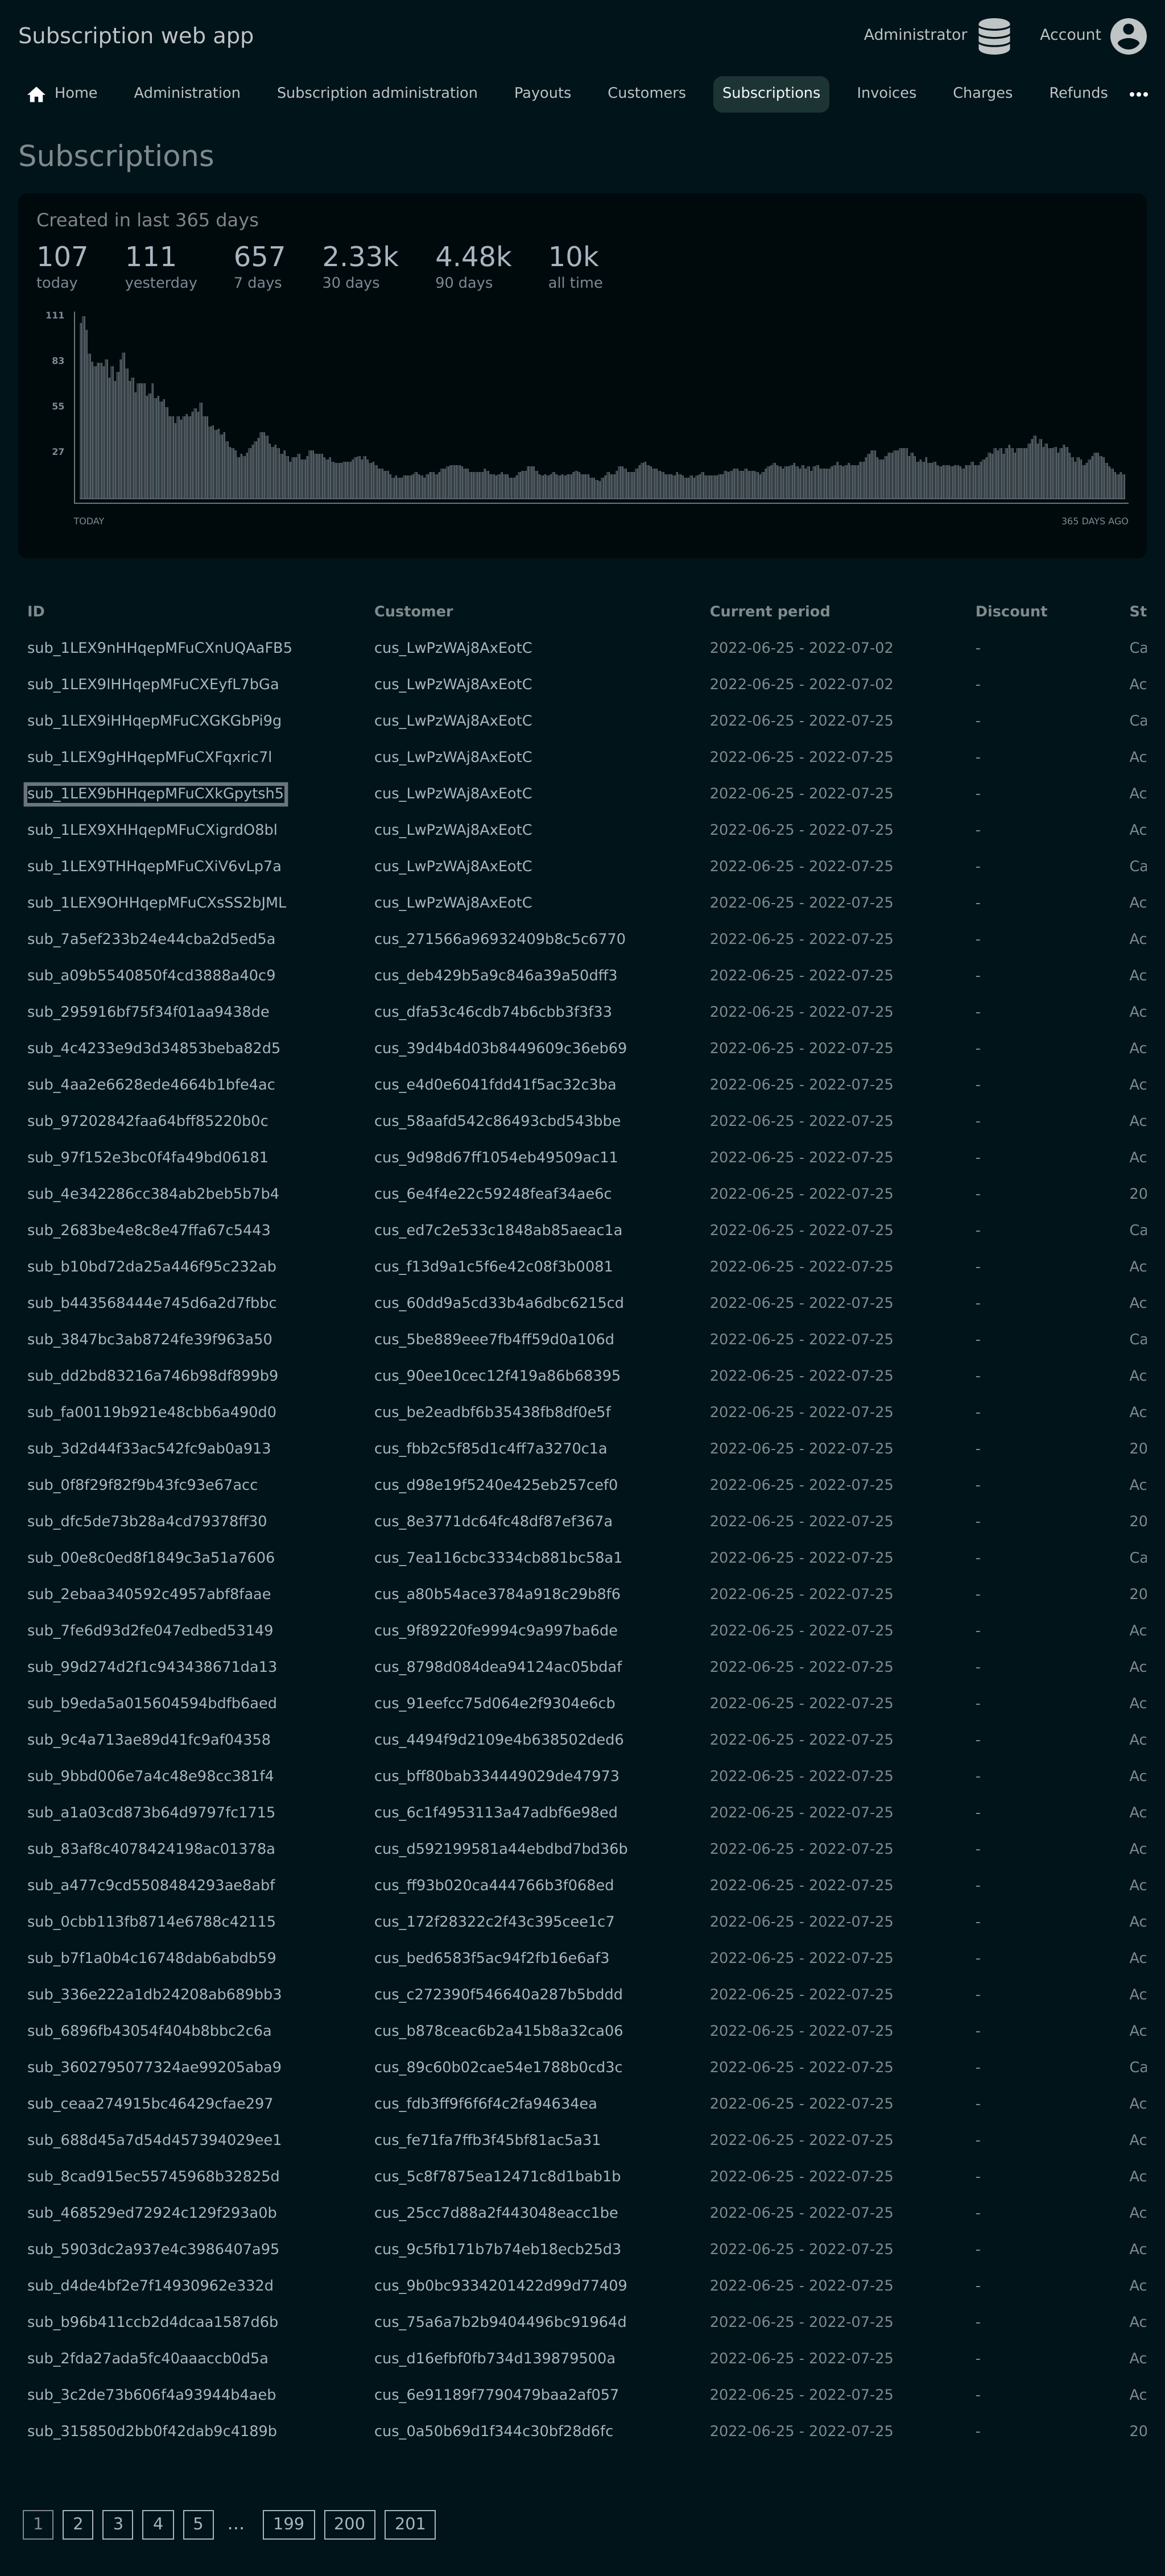 Subscription web app
Administrator
Account
Home Administration Subscription administration Payouts Customers Subscriptions Invoices Charges Refunds •••
Subscriptions
Created in last 365 days
107 111 657 2.33k 4.48k 10k
today yesterday 7 days 30 days 90 days all time
111
83
55
27
TODAY 365 DAYS AGO
ID Customer Current period Discount St
sub_1LEX9nHHqepMFuCXnUQAaFB5 cus_LwPzWAj8AxEotC 2022-06-25 - 2022-07-02 - Ca
sub_1LEX9lHHqepMFuCXEyfL7bGa cus_LwPzWAj8AxEotC 2022-06-25 - 2022-07-02 - Ac
sub_1LEX9iHHqepMFuCXGKGbPi9g cus_LwPzWAj8AxEotC 2022-06-25 - 2022-07-25 - Ca
sub_1LEX9gHHqepMFuCXFqxric7l cus_LwPzWAj8AxEotC 2022-06-25 - 2022-07-25 - Ac
sub_1LEX9bHHqepMFuCXkGpytsh5 cus_LwPzWAj8AxEotC 2022-06-25 - 2022-07-25 - Ac
sub_1LEX9XHHqepMFuCXigrdO8bl cus_LwPzWAj8AxEotC 2022-06-25 - 2022-07-25 - Ac
sub_1LEX9THHqepMFuCXiV6vLp7a cus_LwPzWAj8AxEotC 2022-06-25 - 2022-07-25 - Ca
sub_1LEX9OHHqepMFuCXsSS2bJML cus_LwPzWAj8AxEotC 2022-06-25 - 2022-07-25 - Ac
sub_7a5ef233b24e44cba2d5ed5a cus_271566a96932409b8c5c6770 2022-06-25 - 2022-07-25 - Ac
sub_a09b5540850f4cd3888a40c9 cus_deb429b5a9c846a39a50dff3 2022-06-25 - 2022-07-25 - Ac
sub_295916bf75f34f01aa9438de cus_dfa53c46cdb74b6cbb3f3f33 2022-06-25 - 2022-07-25 - Ac
sub_4c4233e9d3d34853beba82d5 cus_39d4b4d03b8449609c36eb69 2022-06-25 - 2022-07-25 - Ac
sub_4aa2e6628ede4664b1bfe4ac cus_e4d0e6041fdd41f5ac32c3ba 2022-06-25 - 2022-07-25 - Ac
sub_97202842faa64bff85220b0c cus_58aafd542c86493cbd543bbe 2022-06-25 - 2022-07-25 - Ac
sub_97f152e3bc0f4fa49bd06181 cus_9d98d67ff1054eb49509ac11 2022-06-25 - 2022-07-25 - Ac
sub_4e342286cc384ab2beb5b7b4 cus_6e4f4e22c59248feaf34ae6c 2022-06-25 - 2022-07-25 - 20
sub_2683be4e8c8e47ffa67c5443 cus_ed7c2e533c1848ab85aeac1a 2022-06-25 - 2022-07-25 - Ca
sub_b10bd72da25a446f95c232ab cus_f13d9a1c5f6e42c08f3b0081 2022-06-25 - 2022-07-25 - Ac
sub_b443568444e745d6a2d7fbbc cus_60dd9a5cd33b4a6dbc6215cd 2022-06-25 - 2022-07-25 - Ac
sub_3847bc3ab8724fe39f963a50 cus_5be889eee7fb4ff59d0a106d 2022-06-25 - 2022-07-25 - Ca
sub_dd2bd83216a746b98df899b9 cus_90ee10cec12f419a86b68395 2022-06-25 - 2022-07-25 - Ac
sub_fa00119b921e48cbb6a490d0 cus_be2eadbf6b35438fb8df0e5f 2022-06-25 - 2022-07-25 - Ac
sub_3d2d44f33ac542fc9ab0a913 cus_fbb2c5f85d1c4ff7a3270c1a 2022-06-25 - 2022-07-25 - 20
sub_0f8f29f82f9b43fc93e67acc cus_d98e19f5240e425eb257cef0 2022-06-25 - 2022-07-25 - Ac
sub_dfc5de73b28a4cd79378ff30 cus_8e3771dc64fc48df87ef367a 2022-06-25 - 2022-07-25 - 20
sub_00e8c0ed8f1849c3a51a7606 cus_7ea116cbc3334cb881bc58a1 2022-06-25 - 2022-07-25 - Ca
sub_2ebaa340592c4957abf8faae cus_a80b54ace3784a918c29b8f6 2022-06-25 - 2022-07-25 - 20
sub_7fe6d93d2fe047edbed53149 cus_9f89220fe9994c9a997ba6de 2022-06-25 - 2022-07-25 - Ac
sub_99d274d2f1c943438671da13 cus_8798d084dea94124ac05bdaf 2022-06-25 - 2022-07-25 - Ac
sub_b9eda5a015604594bdfb6aed cus_91eefcc75d064e2f9304e6cb 2022-06-25 - 2022-07-25 - Ac
sub_9c4a713ae89d41fc9af04358 cus_4494f9d2109e4b638502ded6 2022-06-25 - 2022-07-25 - Ac
sub_9bbd006e7a4c48e98cc381f4 cus_bff80bab334449029de47973 2022-06-25 - 2022-07-25 - Ac
sub_a1a03cd873b64d9797fc1715 cus_6c1f4953113a47adbf6e98ed 2022-06-25 - 2022-07-25 - Ac
sub_83af8c4078424198ac01378a cus_d592199581a44ebdbd7bd36b 2022-06-25 - 2022-07-25 - Ac
sub_a477c9cd5508484293ae8abf cus_ff93b020ca444766b3f068ed 2022-06-25 - 2022-07-25 - Ac
sub_0cbb113fb8714e6788c42115 cus_172f28322c2f43c395cee1c7 2022-06-25 - 2022-07-25 - Ac
sub_b7f1a0b4c16748dab6abdb59 cus_bed6583f5ac94f2fb16e6af3 2022-06-25 - 2022-07-25 - Ac
sub_336e222a1db24208ab689bb3 cus_c272390f546640a287b5bddd 2022-06-25 - 2022-07-25 - Ac
sub_6896fb43054f404b8bbc2c6a cus_b878ceac6b2a415b8a32ca06 2022-06-25 - 2022-07-25 - Ac
sub_3602795077324ae99205aba9 cus_89c60b02cae54e1788b0cd3c 2022-06-25 - 2022-07-25 - Ca
sub_ceaa274915bc46429cfae297 cus_fdb3ff9f6f6f4c2fa94634ea 2022-06-25 - 2022-07-25 - Ac
sub_688d45a7d54d457394029ee1 cus_fe71fa7ffb3f45bf81ac5a31 2022-06-25 - 2022-07-25 - Ac
sub_8cad915ec55745968b32825d cus_5c8f7875ea12471c8d1bab1b 2022-06-25 - 2022-07-25 - Ac
sub_468529ed72924c129f293a0b cus_25cc7d88a2f443048eacc1be 2022-06-25 - 2022-07-25 - Ac
sub_5903dc2a937e4c3986407a95 cus_9c5fb171b7b74eb18ecb25d3 2022-06-25 - 2022-07-25 - Ac
sub_d4de4bf2e7f14930962e332d cus_9b0bc9334201422d99d77409 2022-06-25 - 2022-07-25 - Ac
sub_b96b411ccb2d4dcaa1587d6b cus_75a6a7b2b9404496bc91964d 2022-06-25 - 2022-07-25 - Ac
sub_2fda27ada5fc40aaaccb0d5a cus_d16efbf0fb734d139879500a 2022-06-25 - 2022-07-25 - Ac
sub_3c2de73b606f4a93944b4aeb cus_6e91189f7790479baa2af057 2022-06-25 - 2022-07-25 - Ac
sub_315850d2bb0f42dab9c4189b cus_0a50b69d1f344c30bf28d6fc 2022-06-25 - 2022-07-25 - 20
1 2 3 4 5 … 199 200 201